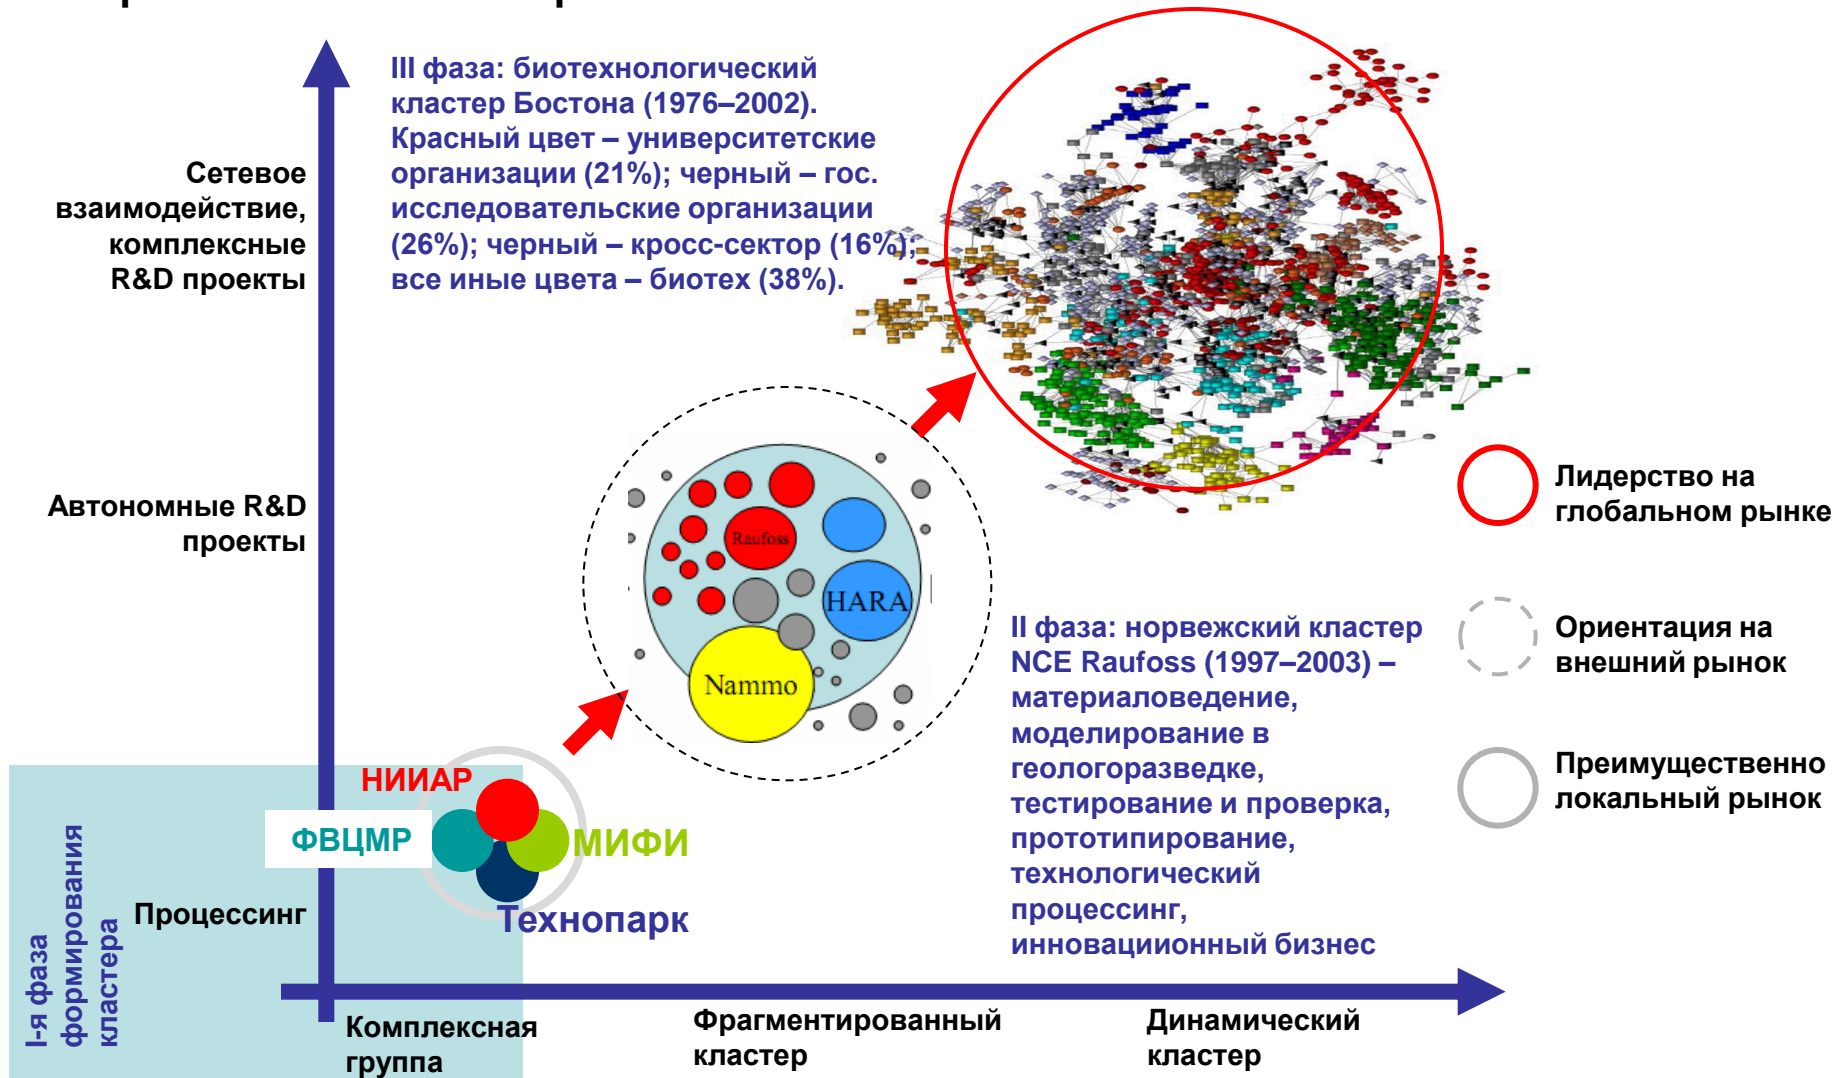 III фаза: биотехнологический
кластер Бостона (1976–2002).
Красный цвет – университетские
организации (21%); черный – гос.
исследовательские организации
(26%); черный – кросс-сектор (16%);
все иные цвета – биотех (38%).
Сетевое
взаимодействие,
комплексные
R&D проекты
Автономные R&D
проекты
Процессинг
Raufoss
HARA
Nammo
II фаза: норвежский кластер
NCE Raufoss (1997–2003) –
материаловедение,
моделирование в
геологоразведке,
тестирование и проверка,
прототипирование,
технологический
процессинг,
инновациионный бизнес
Лидерство на
глобальном рынке
Ориентация на
внешний рынок
Преимущественно
локальный рынок
НИИАР
ФВЦМР
МИФИ
Технопарк
I-я фаза
формирования
кластера
Комплексная
группа
Фрагментированный
кластер
Динамический
кластер